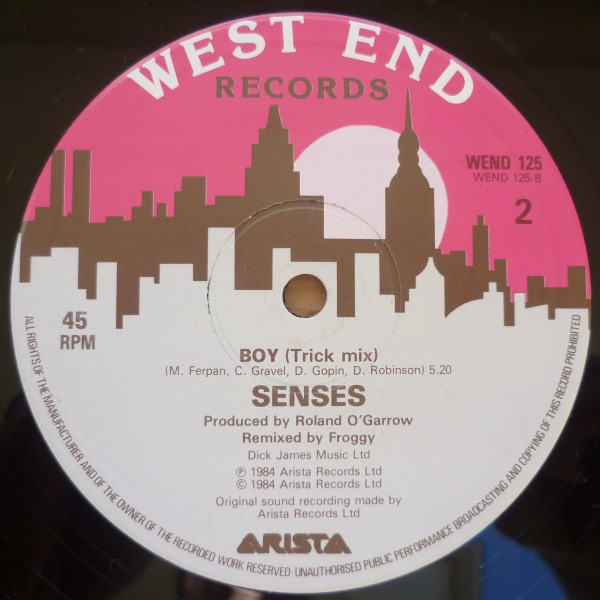 WEST END
RECORDS
WEND 125
WEND 125-B
2
45
RPM
BOY (Trick mix)
(M. Ferpan, C. Gravel, D. Gopin, D. Robinson) 5.20
SENSES
Produced by Roland O'Garrow
Remixed by Froggy
Dick James Music Ltd
Ⓟ 1984 Arista Records Ltd
© 1984 Arista Records Ltd
Original sound recording made by
Arista Records Ltd
ARISTA
ALL RIGHTS OF THE MANUFACTURER AND OF THE OWNER OF THE RECORDED WORK RESERVED·UNAUTHORISED PUBLIC PERFORMANCE BROADCASTING AND COPYING OF THIS RECORD PROHIBITED